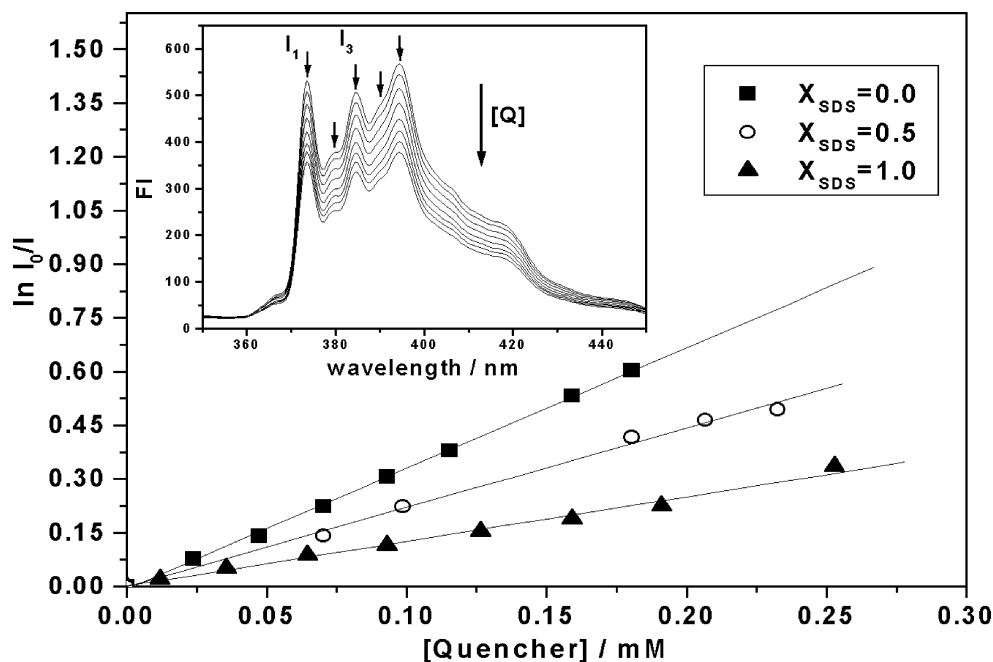 1.50
1.35
1.20
1.05
0.90
0.75
0.60
0.45
0.30
0.15
0.00
ln I0/I
0.00 0.05 0.10 0.15 0.20 0.25 0.30
[Quencher] / mM
600
500
400
300
200
100
0
FI
I1 I3
[Q]
360 380 400 420 440
wavelength / nm
XSDS=0.0
XSDS=0.5
XSDS=1.0